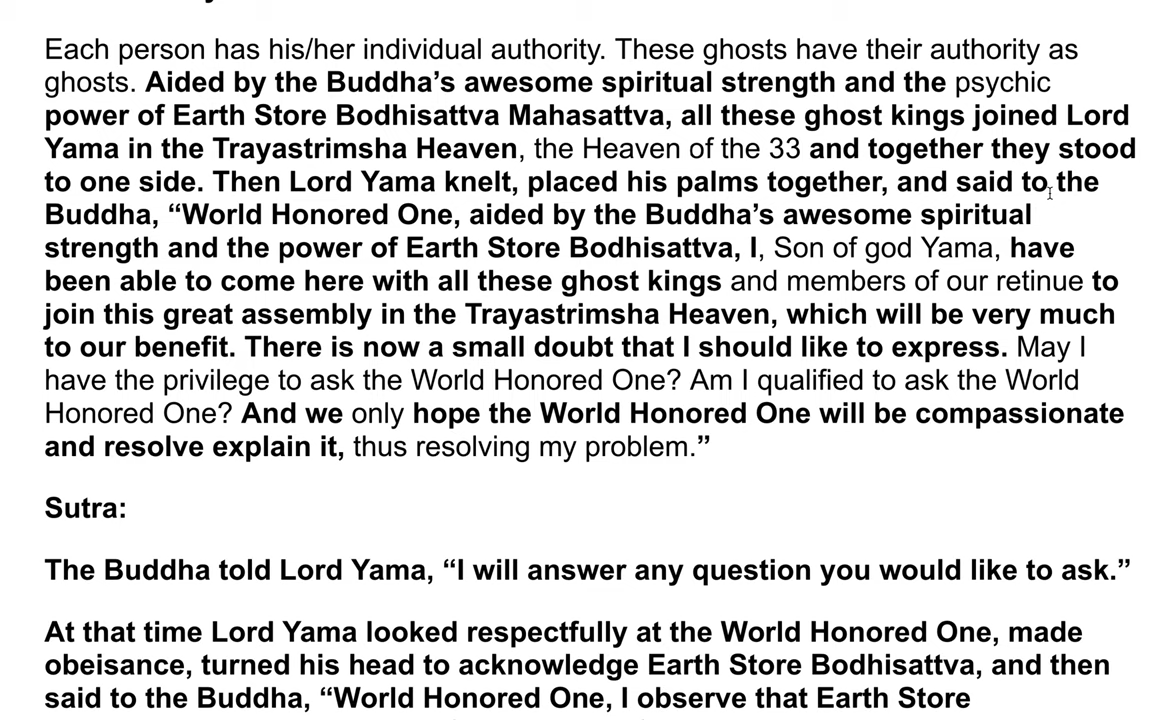 Each person has his/her individual authority. These ghosts have their authority as
ghosts. Aided by the Buddha’s awesome spiritual strength and the psychic
power of Earth Store Bodhisattva Mahasattva, all these ghost kings joined Lord
Yama in the Trayastrimsha Heaven, the Heaven of the 33 and together they stood
to one side. Then Lord Yama knelt, placed his palms together, and said to the
Buddha, “World Honored One, aided by the Buddha’s awesome spiritual
strength and the power of Earth Store Bodhisattva, I, Son of god Yama, have
been able to come here with all these ghost kings and members of our retinue to
join this great assembly in the Trayastrimsha Heaven, which will be very much
to our benefit. There is now a small doubt that I should like to express. May I
have the privilege to ask the World Honored One? Am I qualified to ask the World
Honored One? And we only hope the World Honored One will be compassionate
and resolve explain it, thus resolving my problem.”
Sutra:
The Buddha told Lord Yama, “I will answer any question you would like to ask.”
At that time Lord Yama looked respectfully at the World Honored One, made
obeisance, turned his head to acknowledge Earth Store Bodhisattva, and then
said to the Buddha, “World Honored One, I observe that Earth Store